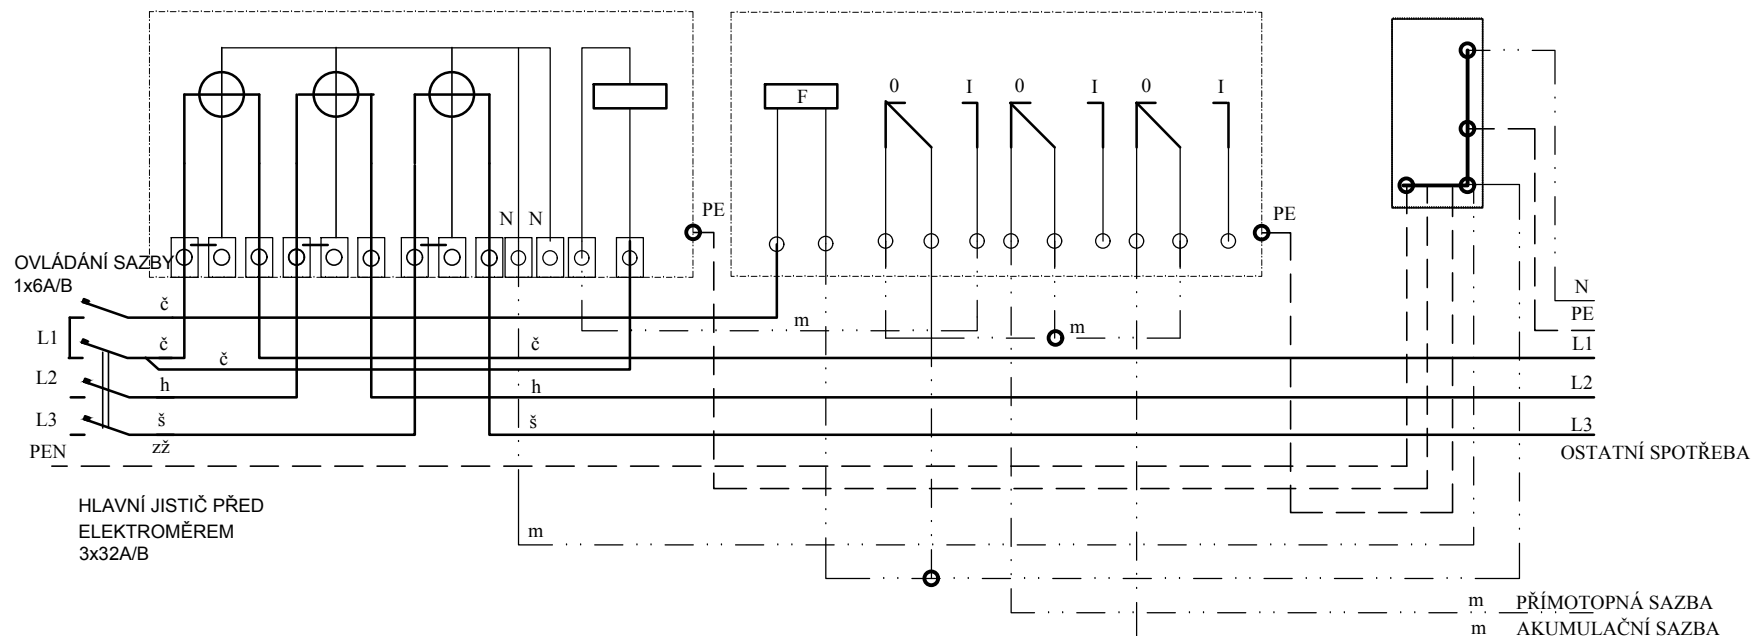 F
0
I
0
I
0
I
N
N
PE
PE
OVLÁDÁNÍ SAZBY
1x6A/B
č
m
m
N
PE
L1
č
č
č
L1
L2
h
h
L2
L3
š
š
L3
PEN
zž
OSTATNÍ SPOTŘEBA
HLAVNÍ JISTIČ PŘED
ELEKTROMĚREM
3x32A/B
m
m PŘÍMOTOPNÁ SAZBA
m AKUMULAČNÍ SAZBA